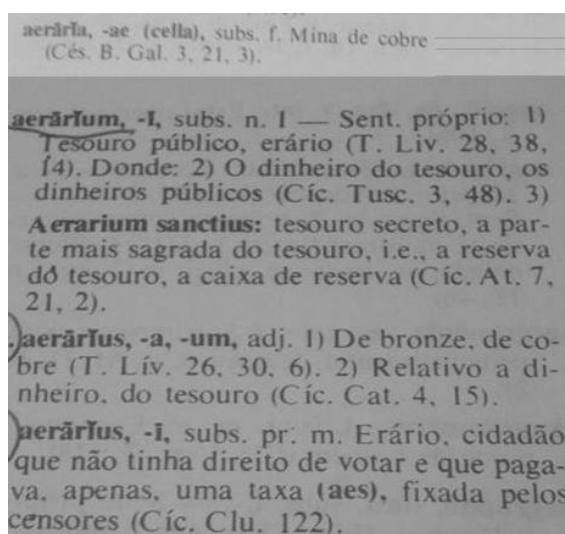 aerārĭa, -ae (cella), subs. f. Mina de cobre
(Cés. B. Gal. 3, 21, 3).
aerārĭum, -ī, subs. n. I — Sent. próprio: 1)
Tesouro público, erário (T. Liv. 28, 38,
14). Donde: 2) O dinheiro do tesouro, os
dinheiros públicos (Cíc. Tusc. 3, 48). 3)
Aerarium sanctius: tesouro secreto, a par-
te mais sagrada do tesouro, i.e., a reserva
do tesouro, a caixa de reserva (Cíc. At. 7,
21, 2).
aerārĭus, -a, -um, adj. 1) De bronze, de co-
bre (T. Lív. 26, 30, 6). 2) Relativo a di-
nheiro, do tesouro (Cíc. Cat. 4, 15).
aerārĭus, -ī, subs. pr. m. Erário, cidadão
que não tinha direito de votar e que paga-
va, apenas, uma taxa (aes), fixada pelos
censores (Cíc. Clu. 122).